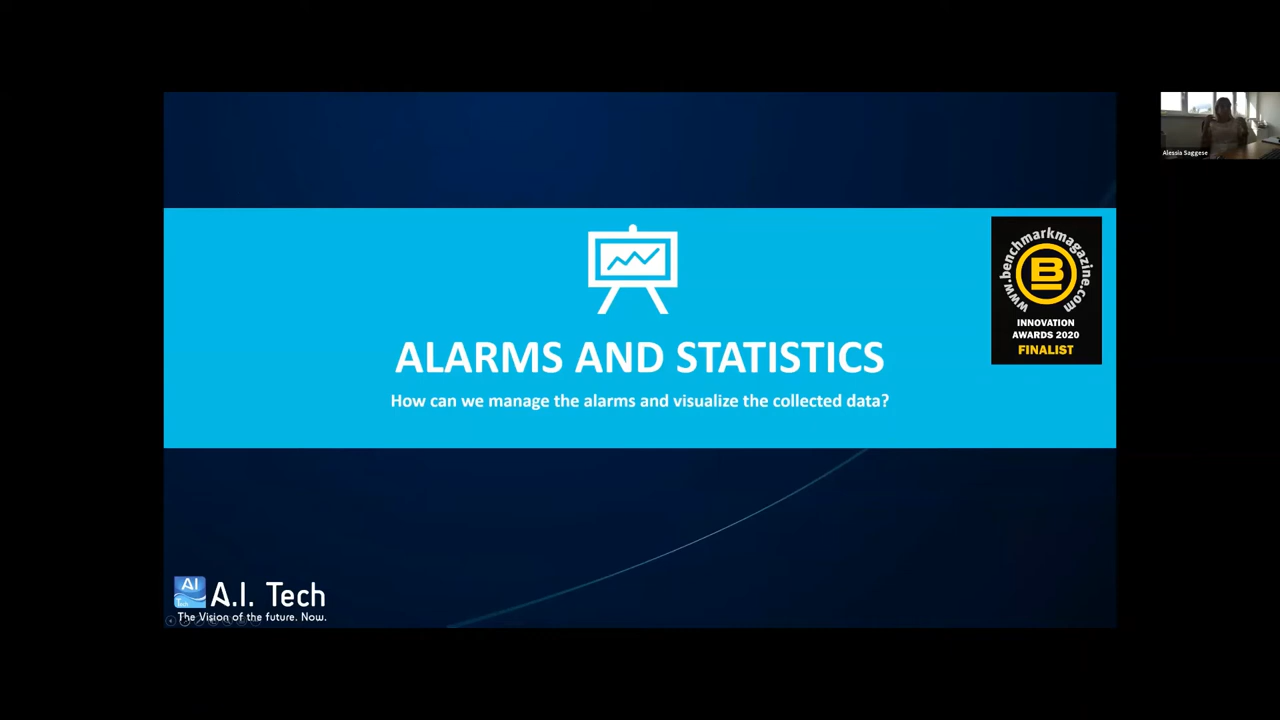 www.benchmarkmagazine.com
B
INNOVATION
AWARDS 2020
FINALIST
ALARMS AND STATISTICS
How can we manage the alarms and visualize the collected data?
Alessia Saggese
AI
Tech
A.I. Tech
The Vision of the future. Now.